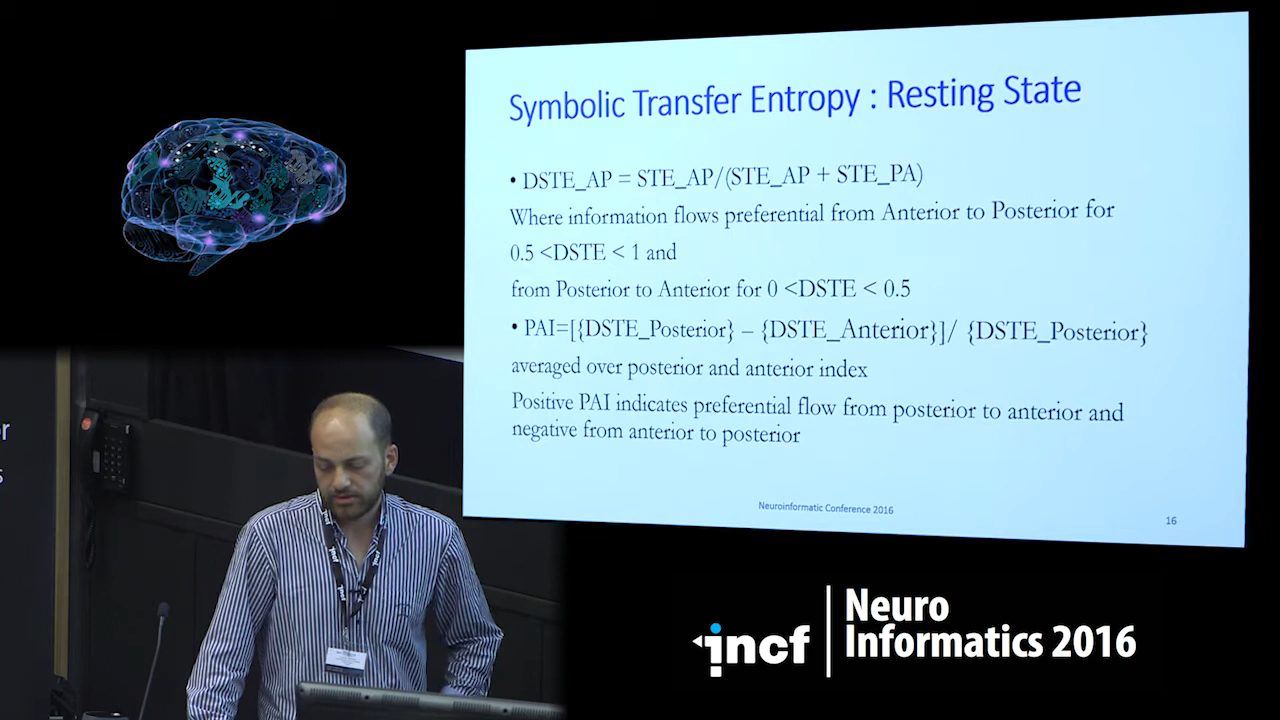 Symbolic Transfer Entropy : Resting State
• DSTE_AP = STE_AP/(STE_AP + STE_PA)
Where information flows preferential from Anterior to Posterior for
0.5 <DSTE < 1 and
from Posterior to Anterior for 0 <DSTE < 0.5
• PAI=[{DSTE_Posterior} – {DSTE_Anterior}]/ {DSTE_Posterior}
averaged over posterior and anterior index
Positive PAI indicates preferential flow from posterior to anterior and
negative from anterior to posterior
Neuroinformatic Conference 2016
16
r
s
incf
incf
Neuro
Informatics 2016